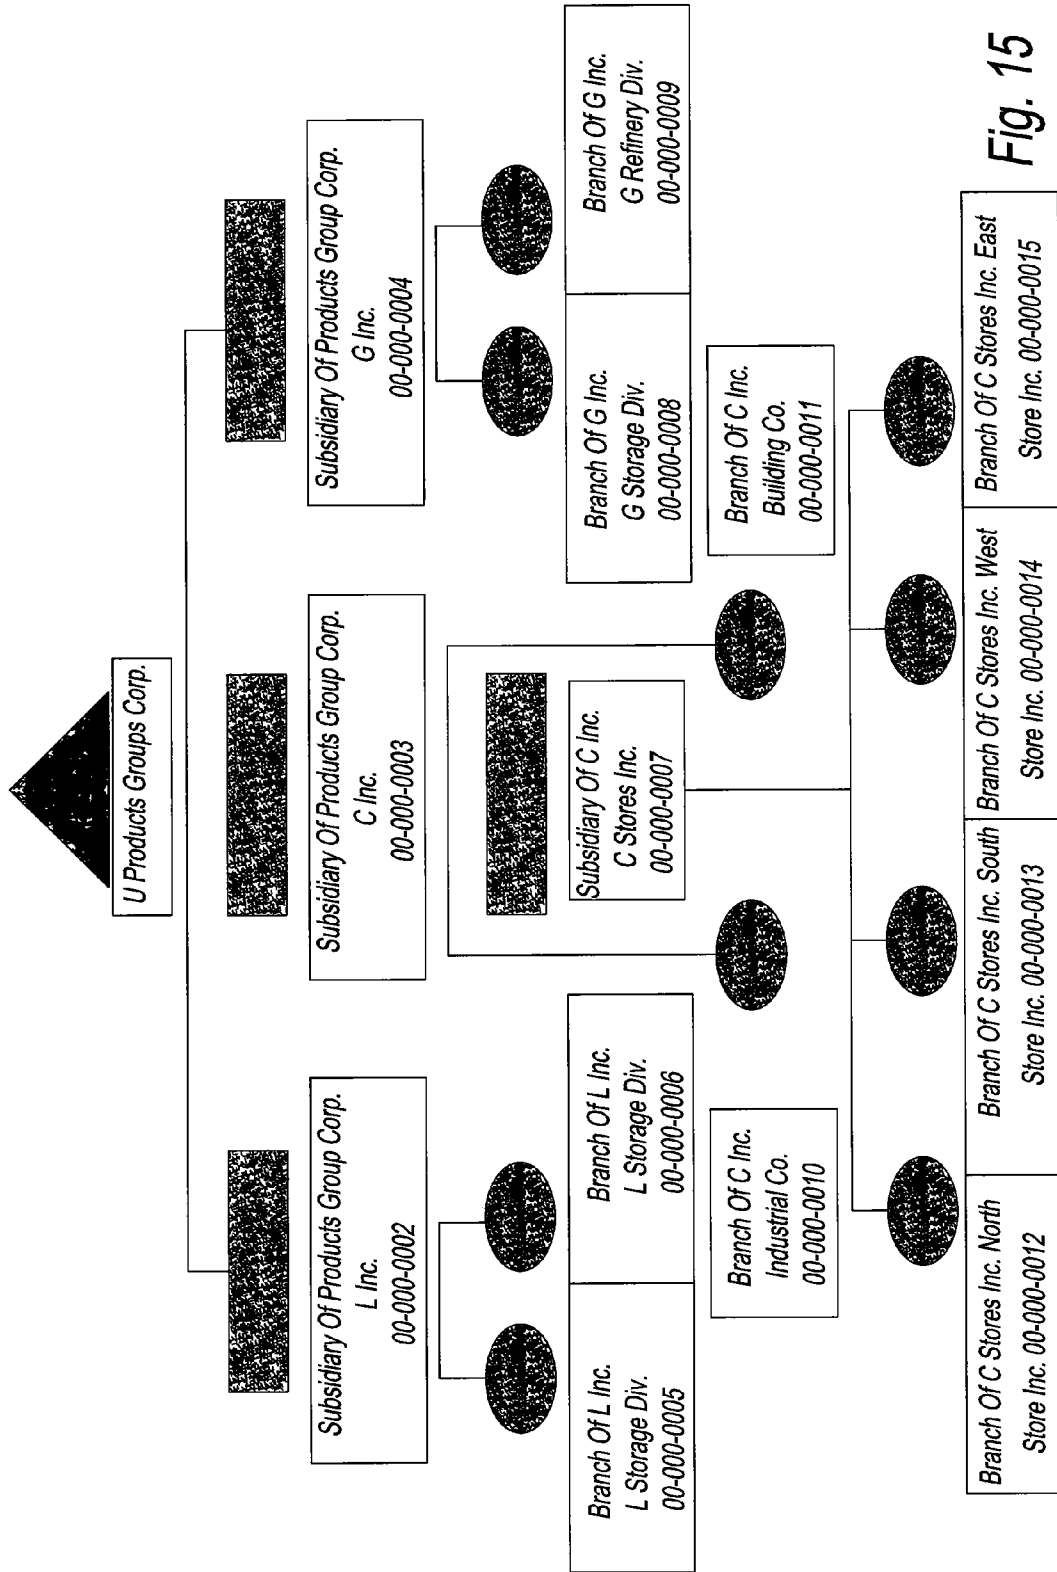 U Products Groups Corp.
Subsidiary Of Products Group Corp.
L Inc.
00-000-0002
Subsidiary Of Products Group Corp.
C Inc.
00-000-0003
Subsidiary Of Products Group Corp.
G Inc.
00-000-0004
Branch Of L Inc.
L Storage Div.
00-000-0005
Branch Of L Inc.
L Storage Div.
00-000-0006
Subsidiary Of C Inc.
C Stores Inc.
00-000-0007
Branch Of G Inc.
G Storage Div.
00-000-0008
Branch Of G Inc.
G Refinery Div.
00-000-0009
Branch Of C Inc.
Industrial Co.
00-000-0010
Branch Of C Inc.
Building Co.
00-000-0011
Branch Of C Stores Inc. North
Store Inc. 00-000-0012
Branch Of C Stores Inc. South
Store Inc. 00-000-0013
Branch Of C Stores Inc. West
Store Inc. 00-000-0014
Branch Of C Stores Inc. East
Store Inc. 00-000-0015
Fig. 15